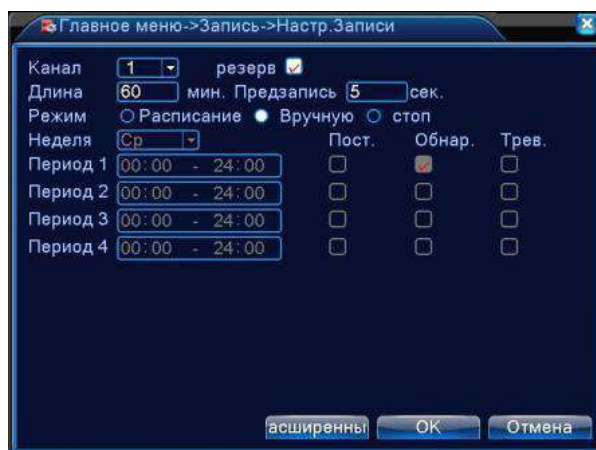 Главное меню->Запись->Настр.Записи
Канал 1 резерв
Длина 60 мин. Предзапись 5 сек.
Режим Расписание Вручную стоп
Неделя Ср Пост. Обнар. Трев.
Период 1 00:00 - 24:00
Период 2 00:00 - 24:00
Период 3 00:00 - 24:00
Период 4 00:00 - 24:00
асширенны OK Отмена